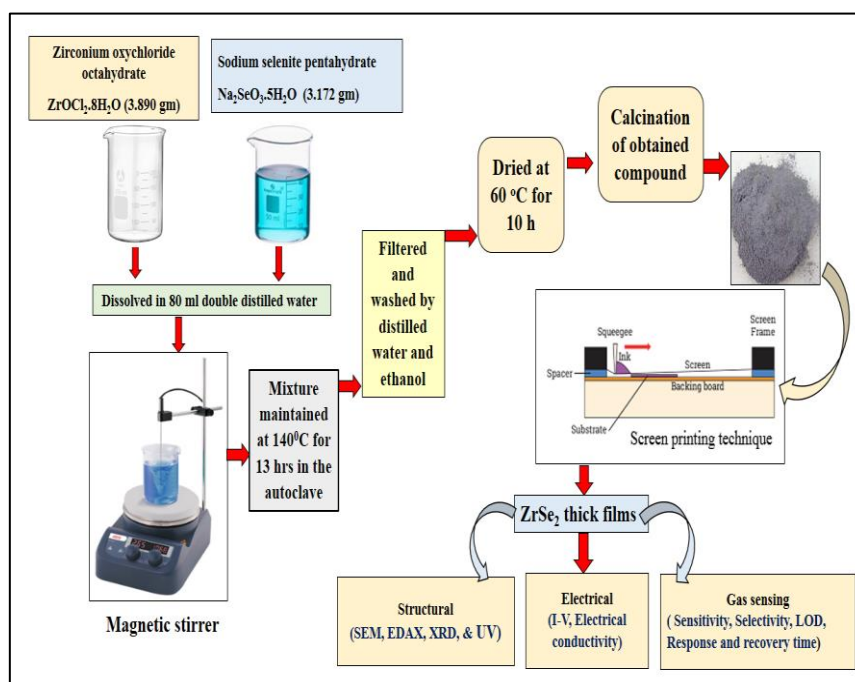 Zirconium oxychloride
octahydrate
ZrOCl₂.8H₂O (3.890 gm)
Sodium selenite pentahydrate
Na₂SeO₃.5H₂O (3.172 gm)
Dissolved in 80 ml double distilled water
Magnetic stirrer
Mixture
maintained
at 140⁰C for
13 hrs in the
autoclave
Filtered
and
washed by
distilled
water and
ethanol
Dried at
60 ᵒC for
10 h
Calcination
of obtained
compound
Squeegee
Screen
Frame
Ink
Screen
Spacer
Backing board
Substrate
Screen printing technique
ZrSe₂ thick films
Structural
(SEM, EDAX, XRD, & UV)
Electrical
(I-V, Electrical
conductivity)
Gas sensing
( Sensitivity, Selectivity, LOD,
Response and recovery time)